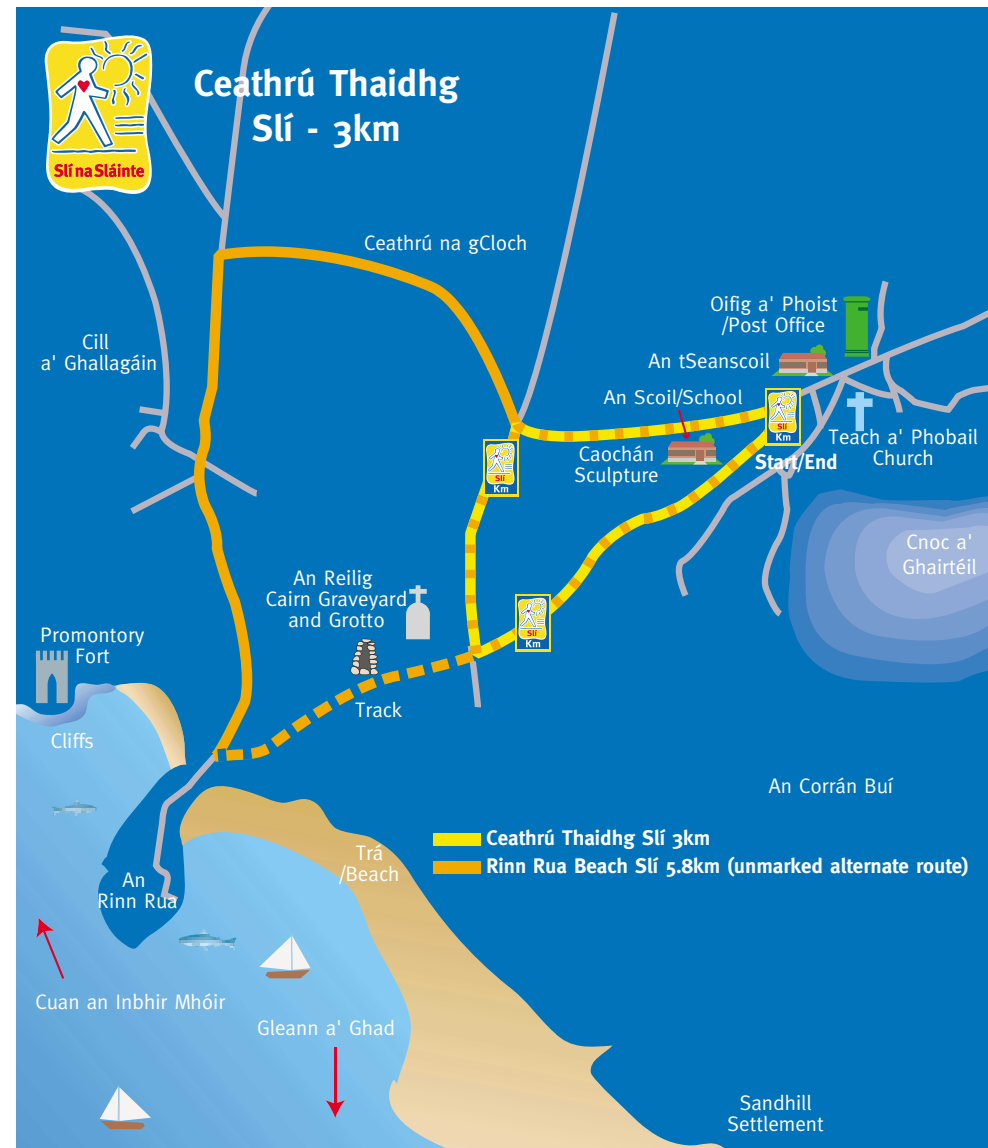 Ceathrú Thaidhg
Slí - 3km
Slí na Sláinte
Ceathrú na gCloch
Oifig a' Phoist
/Post Office
Cill
a' Ghallagáin
An tSeanscoil
An Scoil/School
Slí
Km
Teach a' Phobail
Church
Caochán
Sculpture
Start/End
Slí
Km
Cnoc a'
Ghairtéil
An Reilig
Cairn Graveyard
and Grotto
Slí
Km
Promontory
Fort
Track
Cliffs
An Corrán Buí
Ceathrú Thaidhg Slí 3km
Rinn Rua Beach Slí 5.8km (unmarked alternate route)
Trá
/Beach
An
Rinn Rua
Cuan an Inbhir Mhóir
Gleann a' Ghad
Sandhill
Settlement